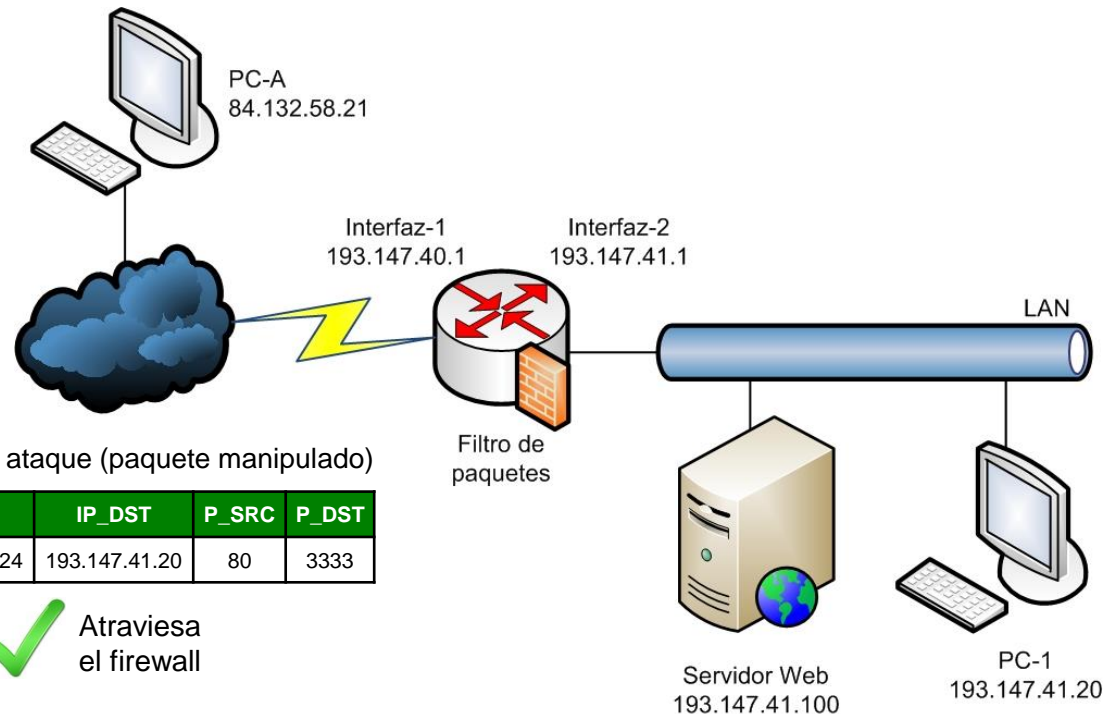 PC-A
84.132.58.21
Interfaz-1
193.147.40.1
Interfaz-2
193.147.41.1
LAN
Filtro de
paquetes
ataque (paquete manipulado)
IP_DST P_SRC P_DST
24 193.147.41.20 80 3333
Atraviesa
el firewall
Servidor Web
193.147.41.100
PC-1
193.147.41.20